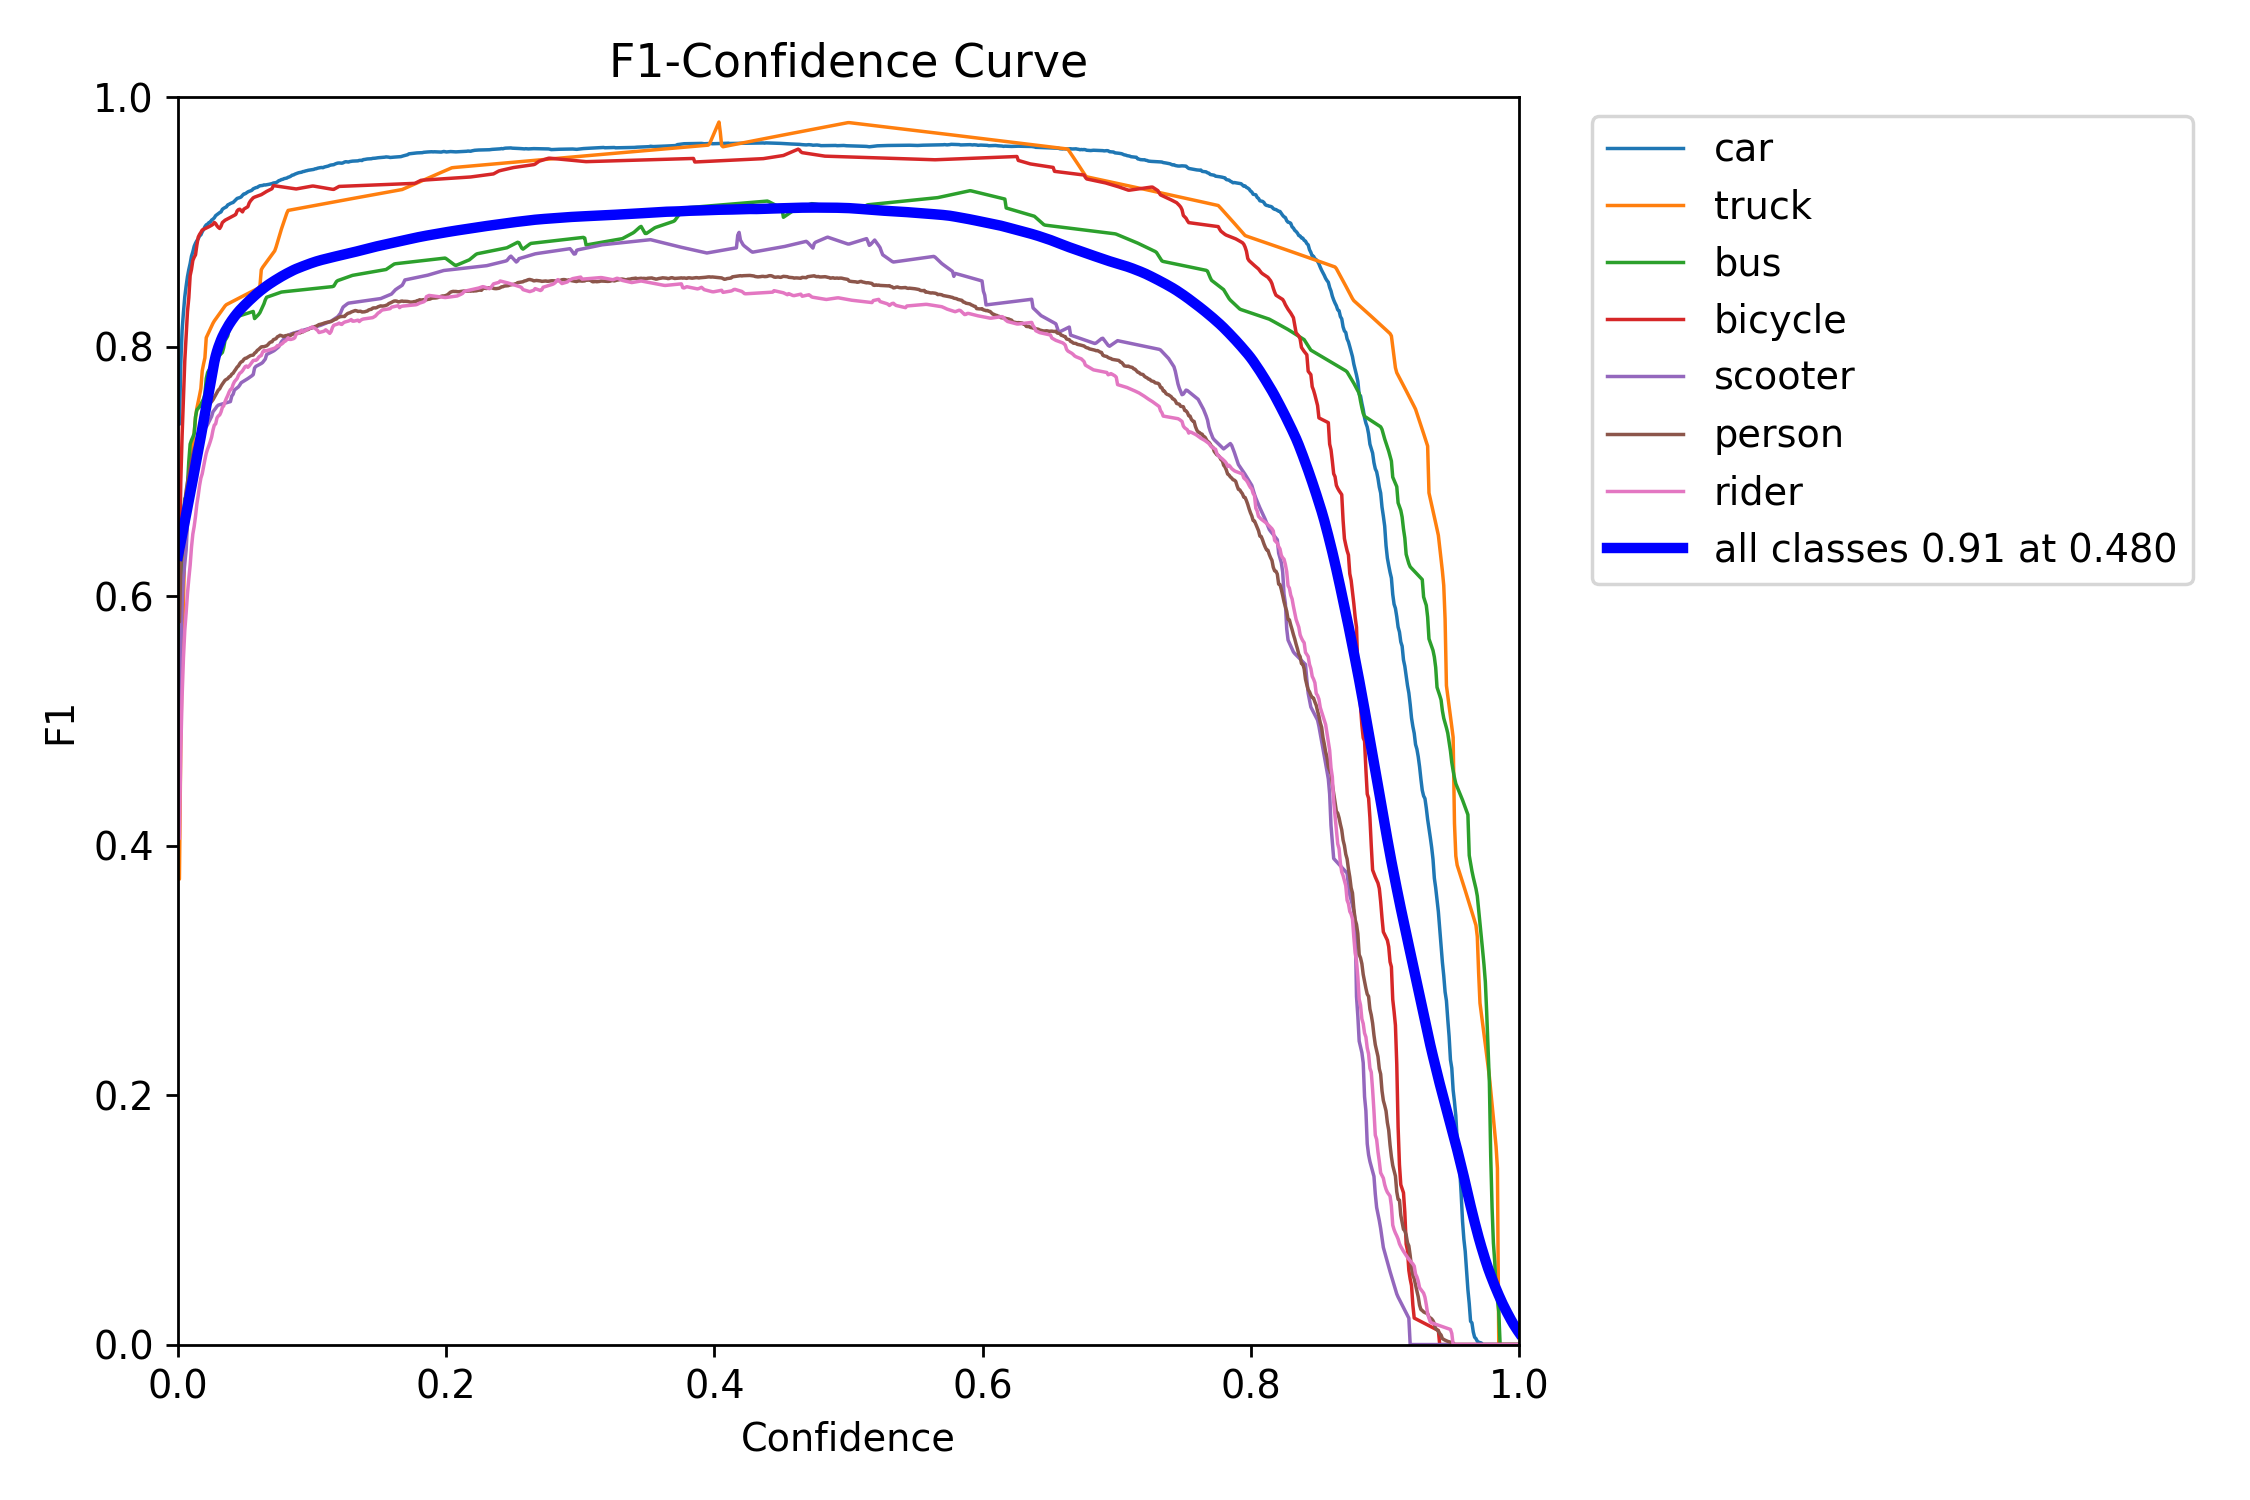 F1-Confidence Curve
1.0
0.8
0.6
0.4
0.2
0.0
F1
0.0 0.2 0.4 0.6 0.8 1.0
Confidence
car
truck
bus
bicycle
scooter
person
rider
all classes 0.91 at 0.480